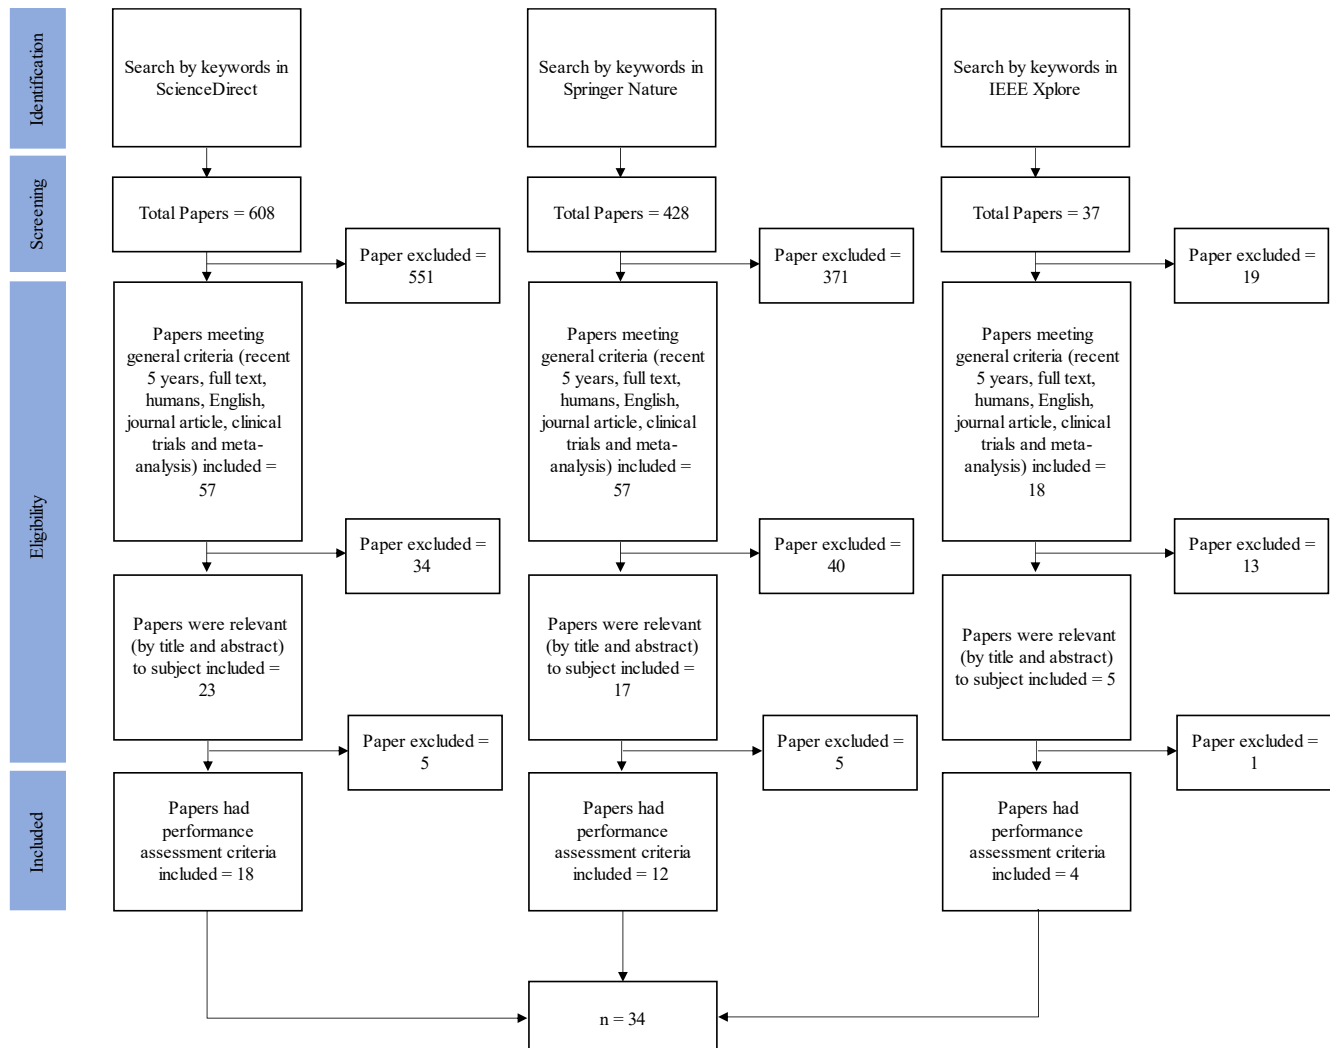 Identification
Search by keywords in
ScienceDirect
Search by keywords in
Springer Nature
Search by keywords in
IEEE Xplore
Screening
Total Papers = 608
Total Papers = 428
Total Papers = 37
Paper excluded =
551
Paper excluded =
371
Paper excluded =
19
Eligibility
Papers meeting
general criteria (recent
5 years, full text,
humans, English,
journal article, clinical
trials and meta-
analysis) included =
57
Papers meeting
general criteria (recent
5 years, full text,
humans, English,
journal article, clinical
trials and meta-
analysis) included =
57
Papers meeting
general criteria (recent
5 years, full text,
humans, English,
journal article, clinical
trials and meta-
analysis) included =
18
Paper excluded =
34
Paper excluded =
40
Paper excluded =
13
Papers were relevant
(by title and abstract)
to subject included =
23
Papers were relevant
(by title and abstract)
to subject included =
17
Papers were relevant
(by title and abstract)
to subject included = 5
Paper excluded =
5
Paper excluded =
5
Paper excluded =
1
Included
Papers had
performance
assessment criteria
included = 18
Papers had
performance
assessment criteria
included = 12
Papers had
performance
assessment criteria
included = 4
n = 34